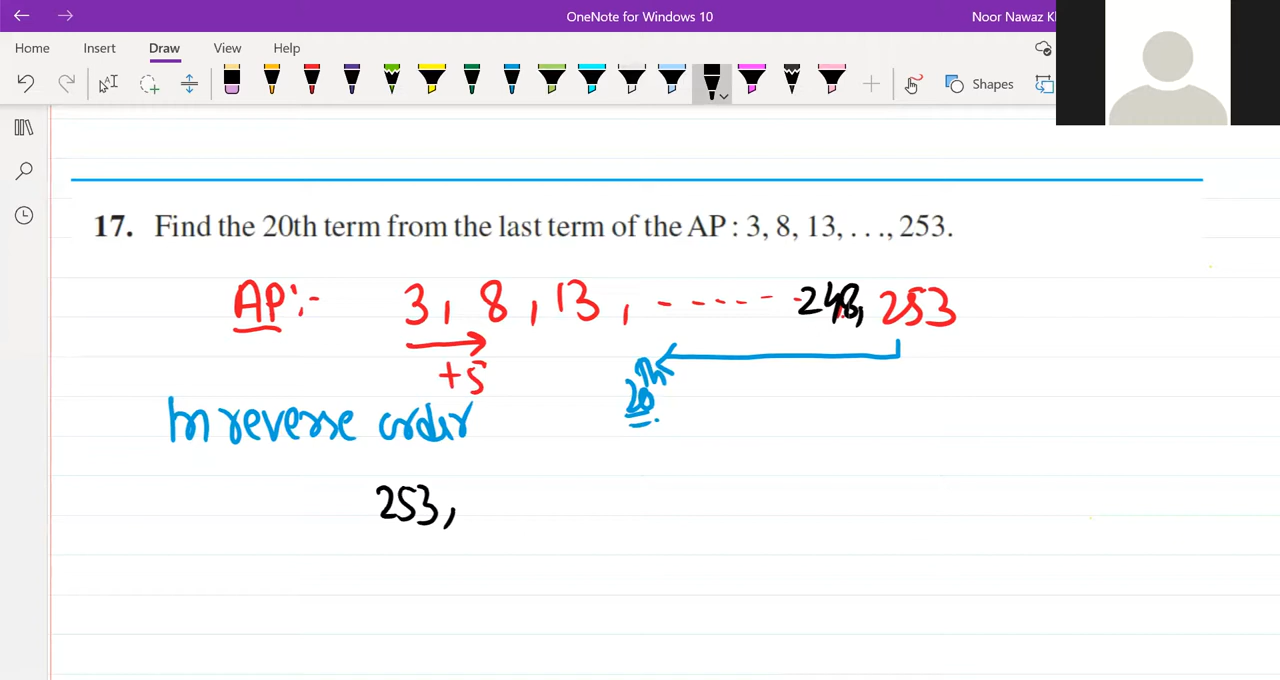 OneNote for Windows 10
Noor Nawaz Kh
Home Insert Draw View Help
Shapes
17. Find the 20th term from the last term of the AP : 3, 8, 13, . . ., 253.
AP:- 3, 8, 13, ------- 248, 253
+5
20th.
In reverse order
253,